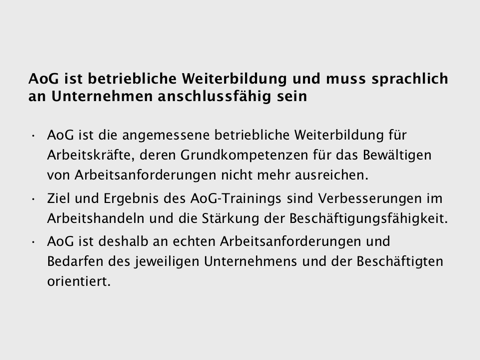 AoG ist betriebliche Weiterbildung und muss sprachlich
an Unternehmen anschlussfähig sein
· AoG ist die angemessene betriebliche Weiterbildung für
Arbeitskräfte, deren Grundkompetenzen für das Bewältigen
von Arbeitsanforderungen nicht mehr ausreichen.
· Ziel und Ergebnis des AoG-Trainings sind Verbesserungen im
Arbeitshandeln und die Stärkung der Beschäftigungsfähigkeit.
· AoG ist deshalb an echten Arbeitsanforderungen und
Bedarfen des jeweiligen Unternehmens und der Beschäftigten
orientiert.